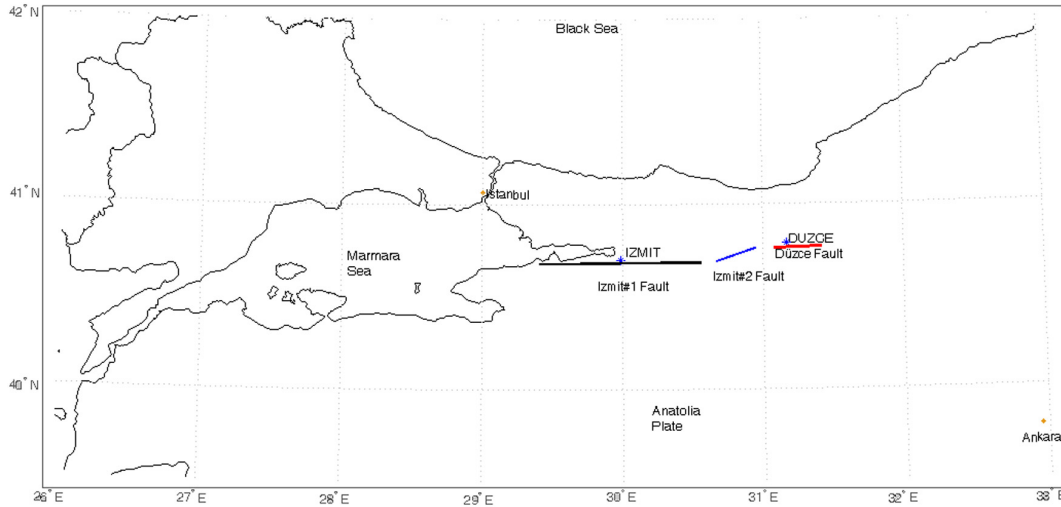 42°N
Black Sea
41°N
Istanbul
DUZCE
Düzce Fault
IZMIT
Marmara
Sea
Izmit#1 Fault
Izmit#2 Fault
40°N
Anatolia
Plate
Ankara
26°E 27°E 28°E 29°E 30°E 31°E 32°E 33°E